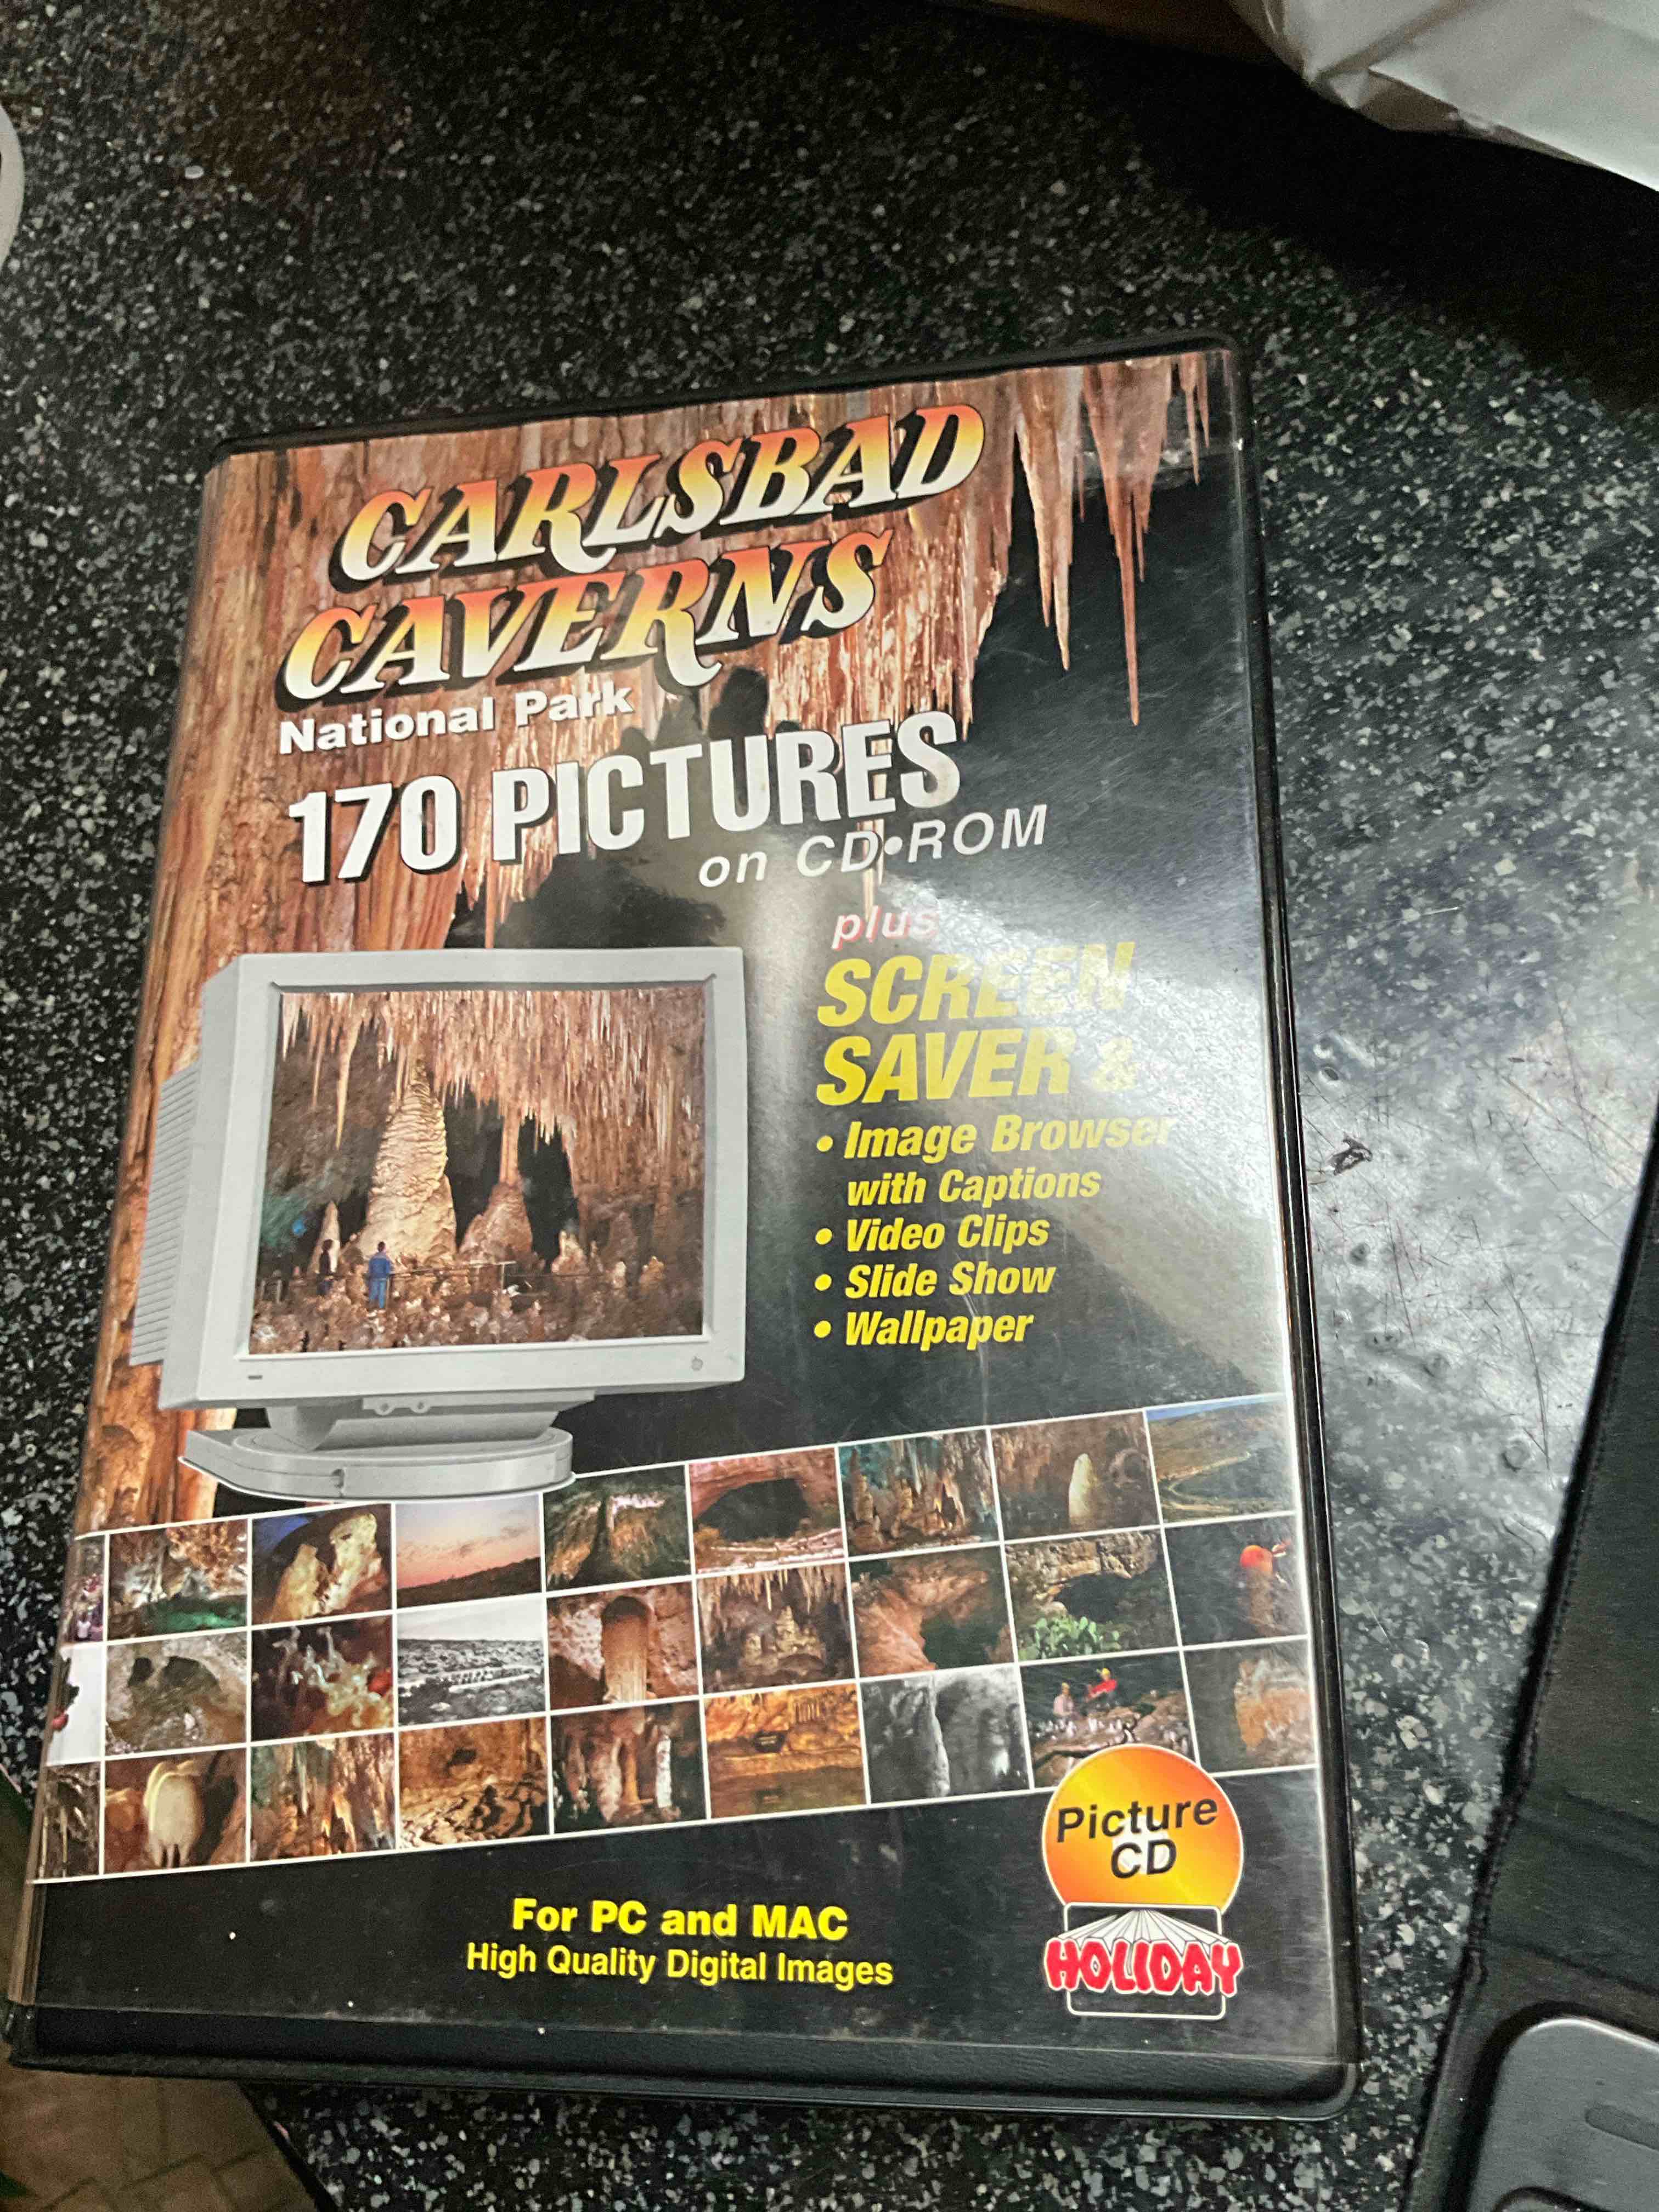 CARLSBAD
CAVERNS
National Park
170 PICTURES
on CD•ROM
plus
SCREEN
SAVER &
• Image Browser
with Captions
• Video Clips
• Slide Show
• Wallpaper
Picture
CD
HOLIDAY
For PC and MAC
High Quality Digital Images